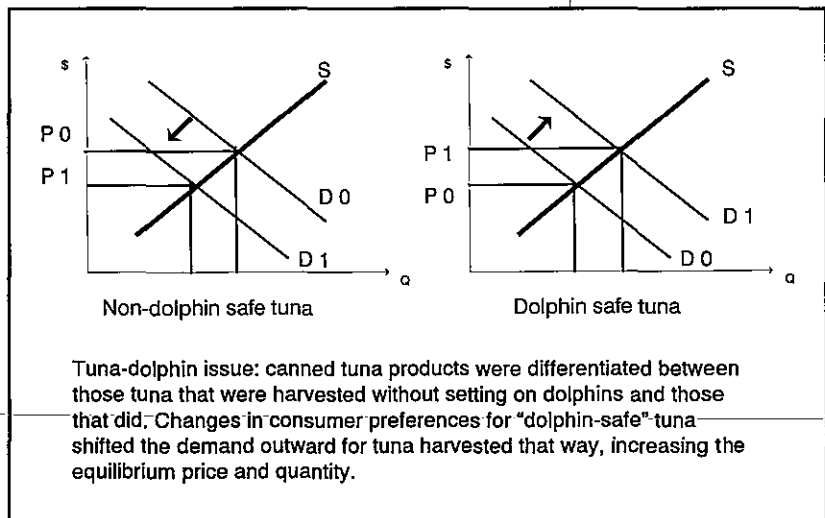 $ S $ S
P 0 P 1
P 1 P 0
D 0 D 1
D 1 D 0
Q Q
Non-dolphin safe tuna Dolphin safe tuna
Tuna-dolphin issue: canned tuna products were differentiated between
those tuna that were harvested without setting on dolphins and those
that did. Changes in consumer preferences for "dolphin-safe" tuna
shifted the demand outward for tuna harvested that way, increasing the
equilibrium price and quantity.